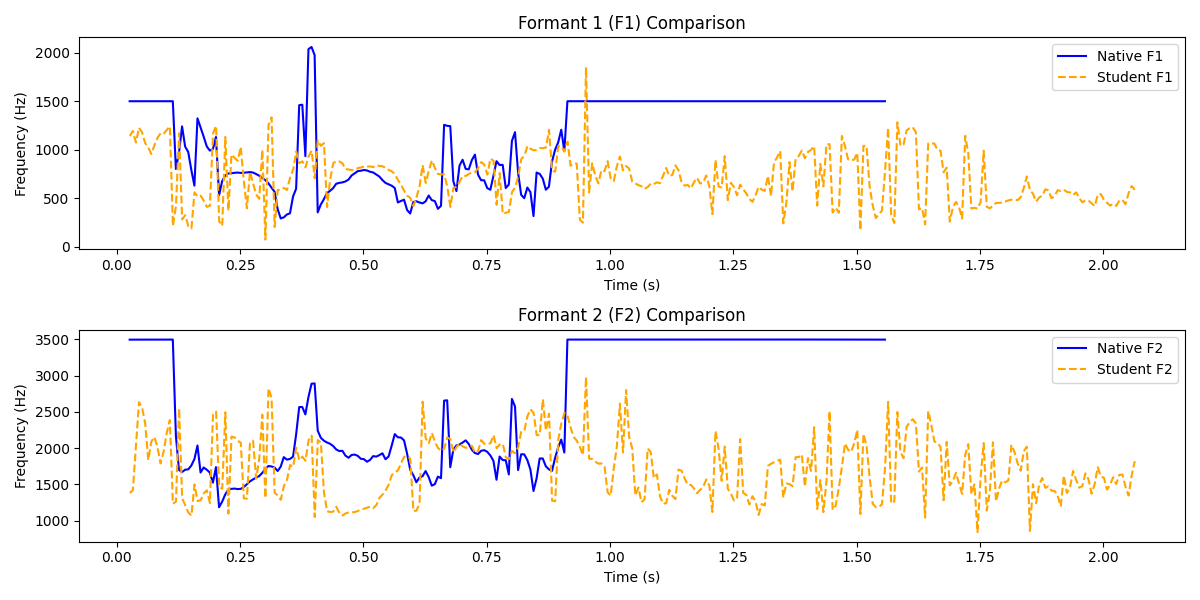 Formant 1 (F1) Comparison
Frequency (Hz)
2000
1500
1000
500
0
Native F1
Student F1
0.00 0.25 0.50 0.75 1.00 1.25 1.50 1.75 2.00
Time (s)
Formant 2 (F2) Comparison
Frequency (Hz)
3500
3000
2500
2000
1500
1000
Native F2
Student F2
0.00 0.25 0.50 0.75 1.00 1.25 1.50 1.75 2.00
Time (s)